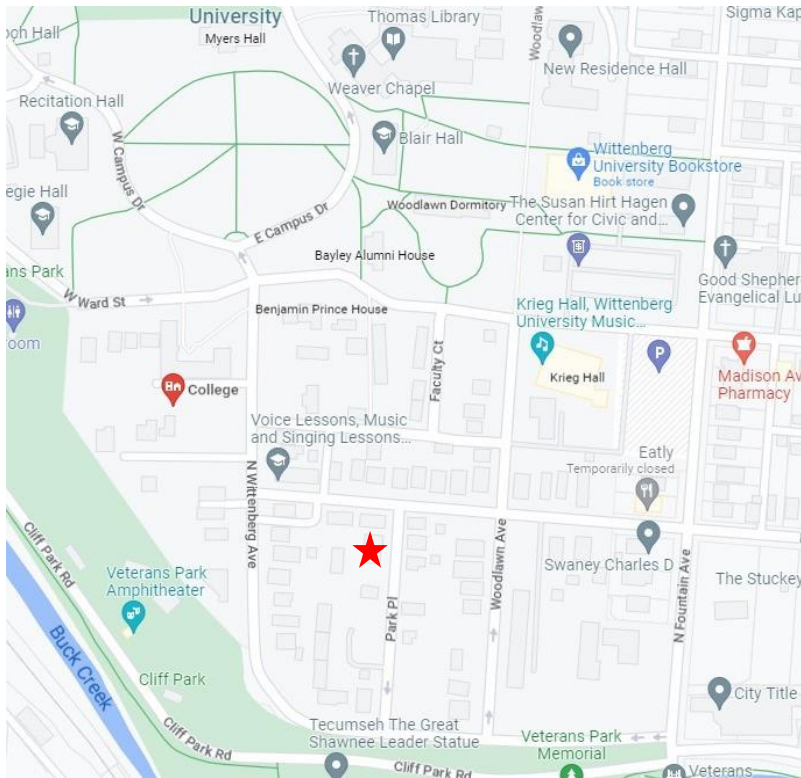 University
Thomas Library
Woodlawn
Sigma Kap
och Hall
Myers Hall
New Residence Hall
Weaver Chapel
Recitation Hall
W Campus Dr
Blair Hall
Wittenberg
University Bookstore
Book store
egie Hall
Woodlawn Dormitory
The Susan Hirt Hagen
Center for Civic and...
E Campus Dr
Bayley Alumni House
ans Park
W Ward St
Good Shepher
Evangelical Lu
Benjamin Prince House
Krieg Hall, Wittenberg
University Music...
oom
Faculty Ct
P
Krieg Hall
Madison Av
Pharmacy
College
Voice Lessons, Music
and Singing Lessons...
Eatly
Temporarily closed
N Wittenberg Ave
Cliff Park Rd
Swaney Charles D
Woodlawn Ave
Veterans Park
Amphitheater
The Stuckey
N Fountain Ave
Park Pl
Buck Creek
Cliff Park
City Title
Tecumseh The Great
Shawnee Leader Statue
Cliff Park Rd
Veterans Park
Memorial
Cliff Park Rd
Veterans